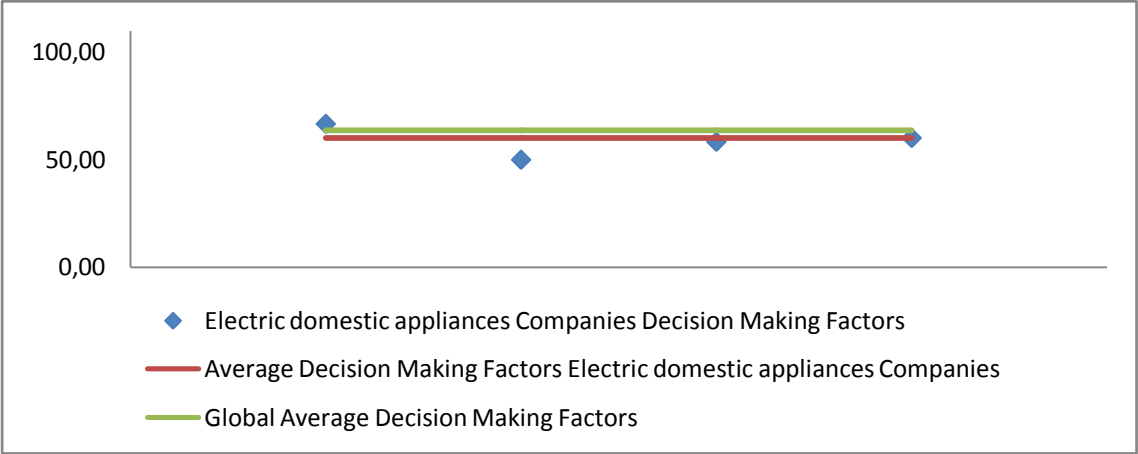 100,00
50,00
0,00
Electric domestic appliances Companies Decision Making Factors
Average Decision Making Factors Electric domestic appliances Companies
Global Average Decision Making Factors